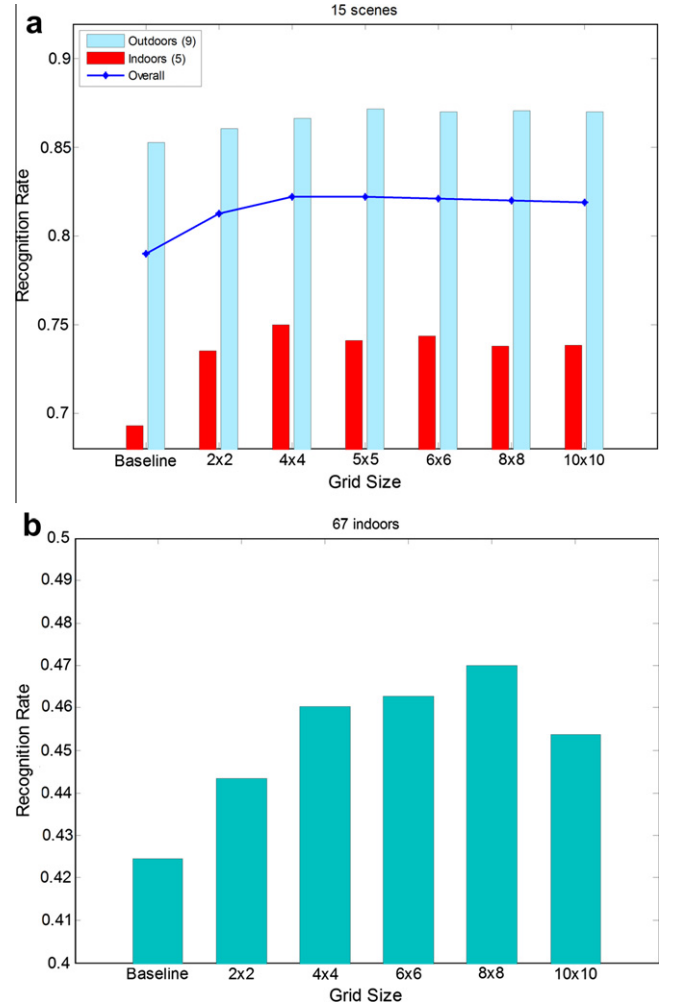 a
15 scenes
Outdoors (9)
Indoors (5)
Overall
0.9
0.85
0.8
0.75
0.7
Recognition Rate
Baseline 2x2 4x4 5x5 6x6 8x8 10x10
Grid Size
b
67 indoors
0.5
0.49
0.48
0.47
0.46
0.45
0.44
0.43
0.42
0.41
0.4
Recognition Rate
Baseline 2x2 4x4 6x6 8x8 10x10
Grid Size